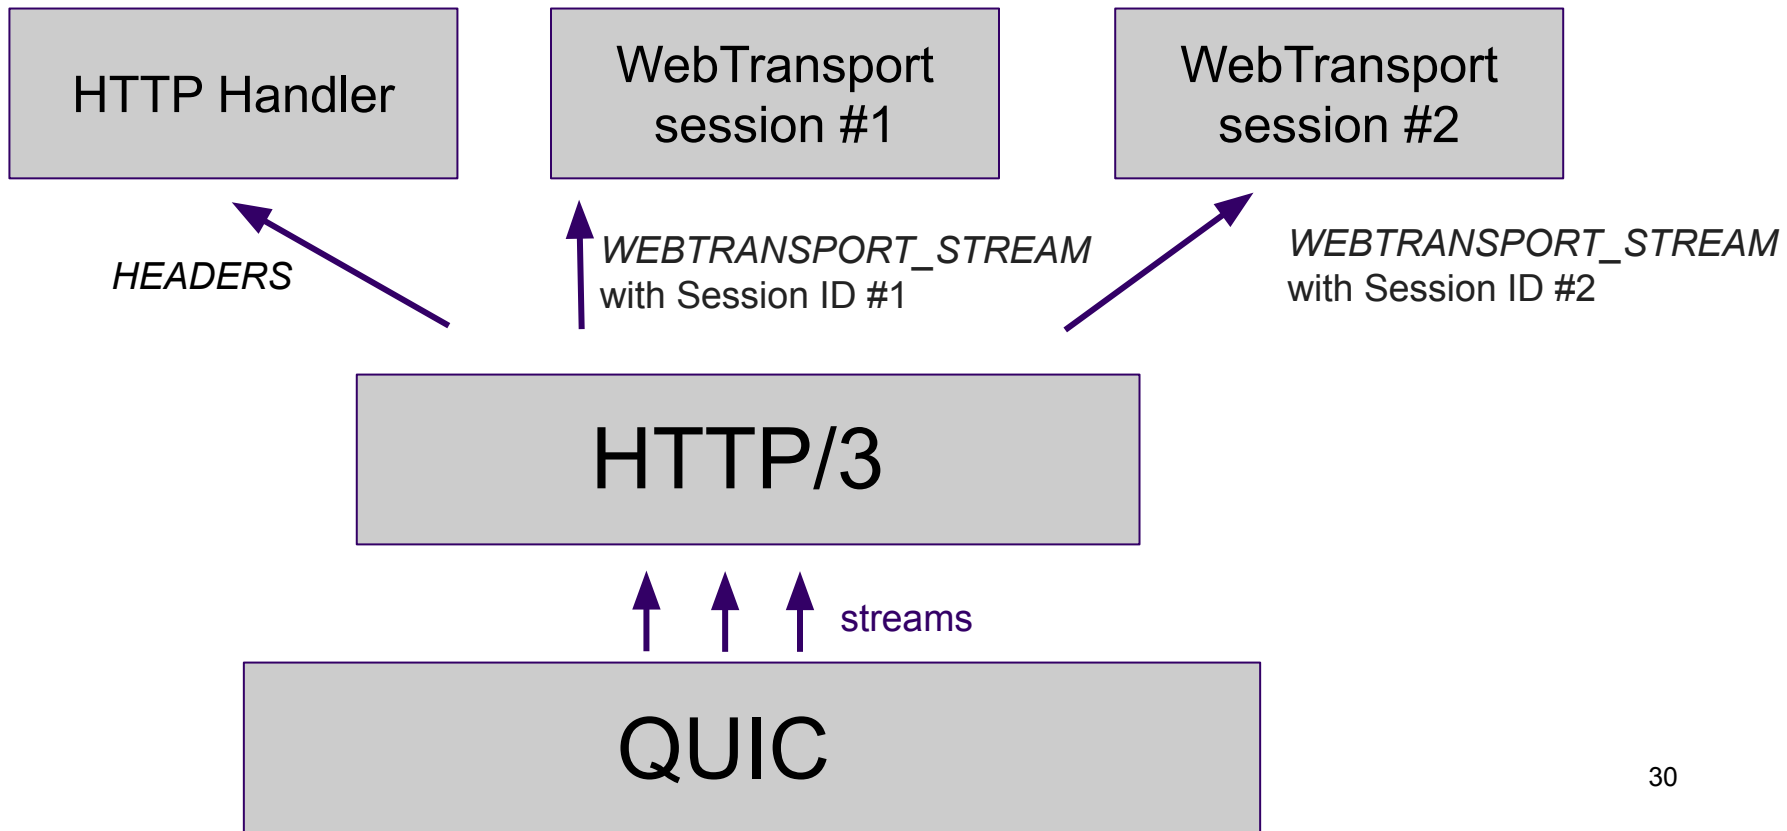 HTTP Handler
WebTransport
session #1
WebTransport
session #2
HEADERS
WEBTRANSPORT_STREAM
with Session ID #1
WEBTRANSPORT_STREAM
with Session ID #2
HTTP/3
streams
QUIC
30